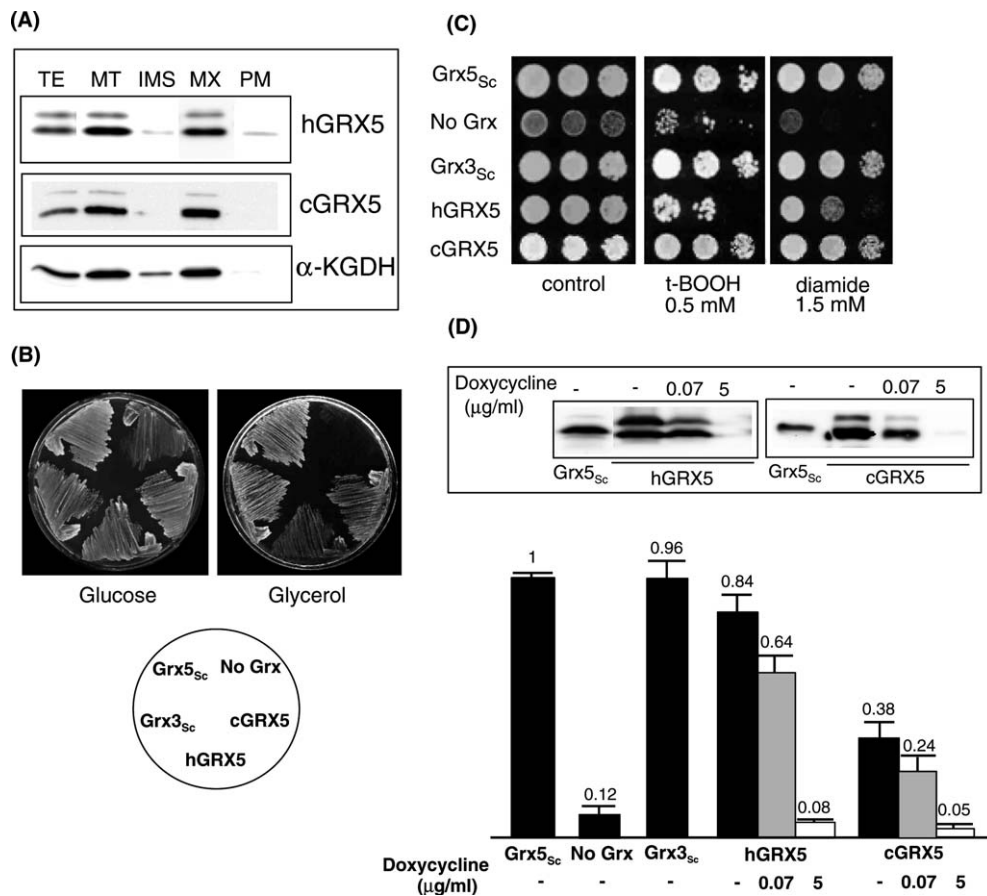 (A)
TE MT IMS MX PM
hGRX5
cGRX5
α-KGDH
(B)
Glucose Glycerol
Grx5Sc No Grx
Grx3Sc cGRX5
hGRX5
(C)
Grx5Sc
No Grx
Grx3Sc
hGRX5
cGRX5
control t-BOOH diamide
0.5 mM 1.5 mM
(D)
Doxycycline - - 0.07 5 - - 0.07 5
(µg/ml)
Grx5Sc hGRX5 Grx5Sc cGRX5
1 0.12 0.96 0.84 0.64 0.08 0.38 0.24 0.05
Grx5Sc No Grx Grx3Sc hGRX5 cGRX5
Doxycycline - - - - 0.07 5 - 0.07 5
(µg/ml)